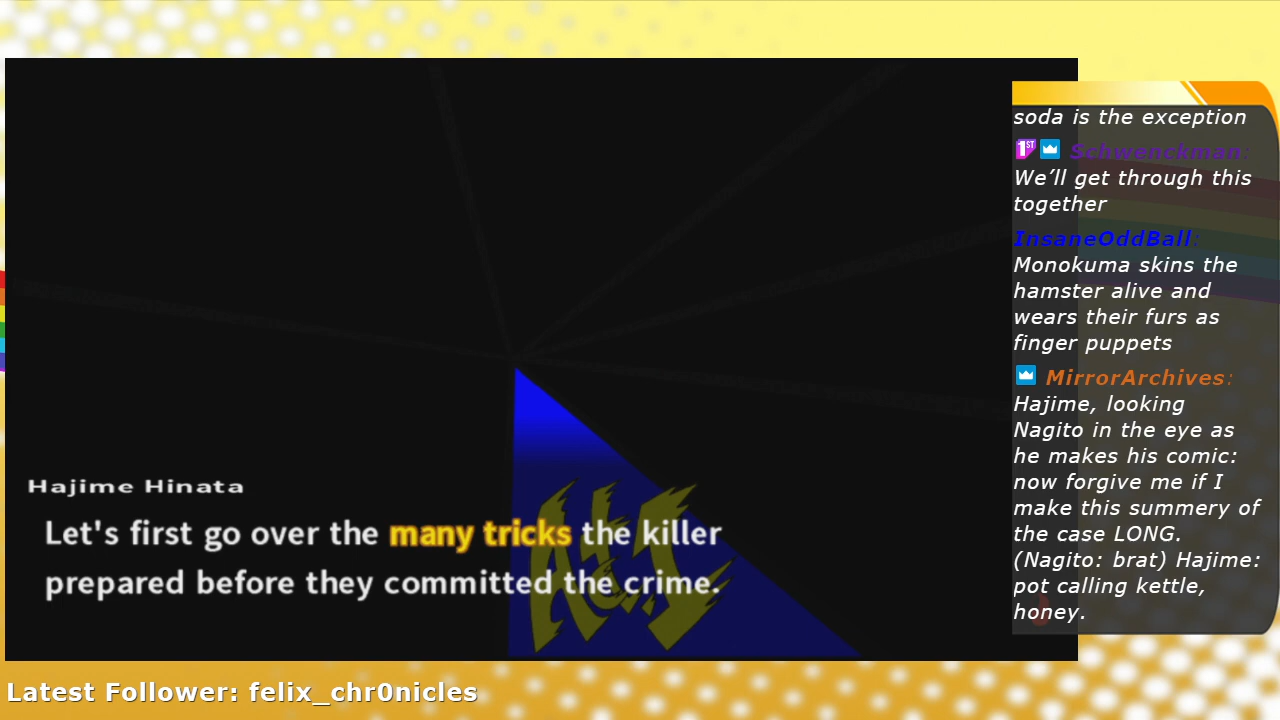 soda is the exception
1ST Schwenckman:
We’ll get through this
together
InsaneOddBall:
Monokuma skins the
hamster alive and
wears their furs as
finger puppets
MirrorArchives:
Hajime, looking
Nagito in the eye as
he makes his comic:
now forgive me if I
make this summery of
the case LONG.
(Nagito: brat) Hajime:
pot calling kettle,
honey.
Hajime Hinata
Let's first go over the many tricks the killer
prepared before they committed the crime.
Act.1
Latest Follower: felix_chr0nicles